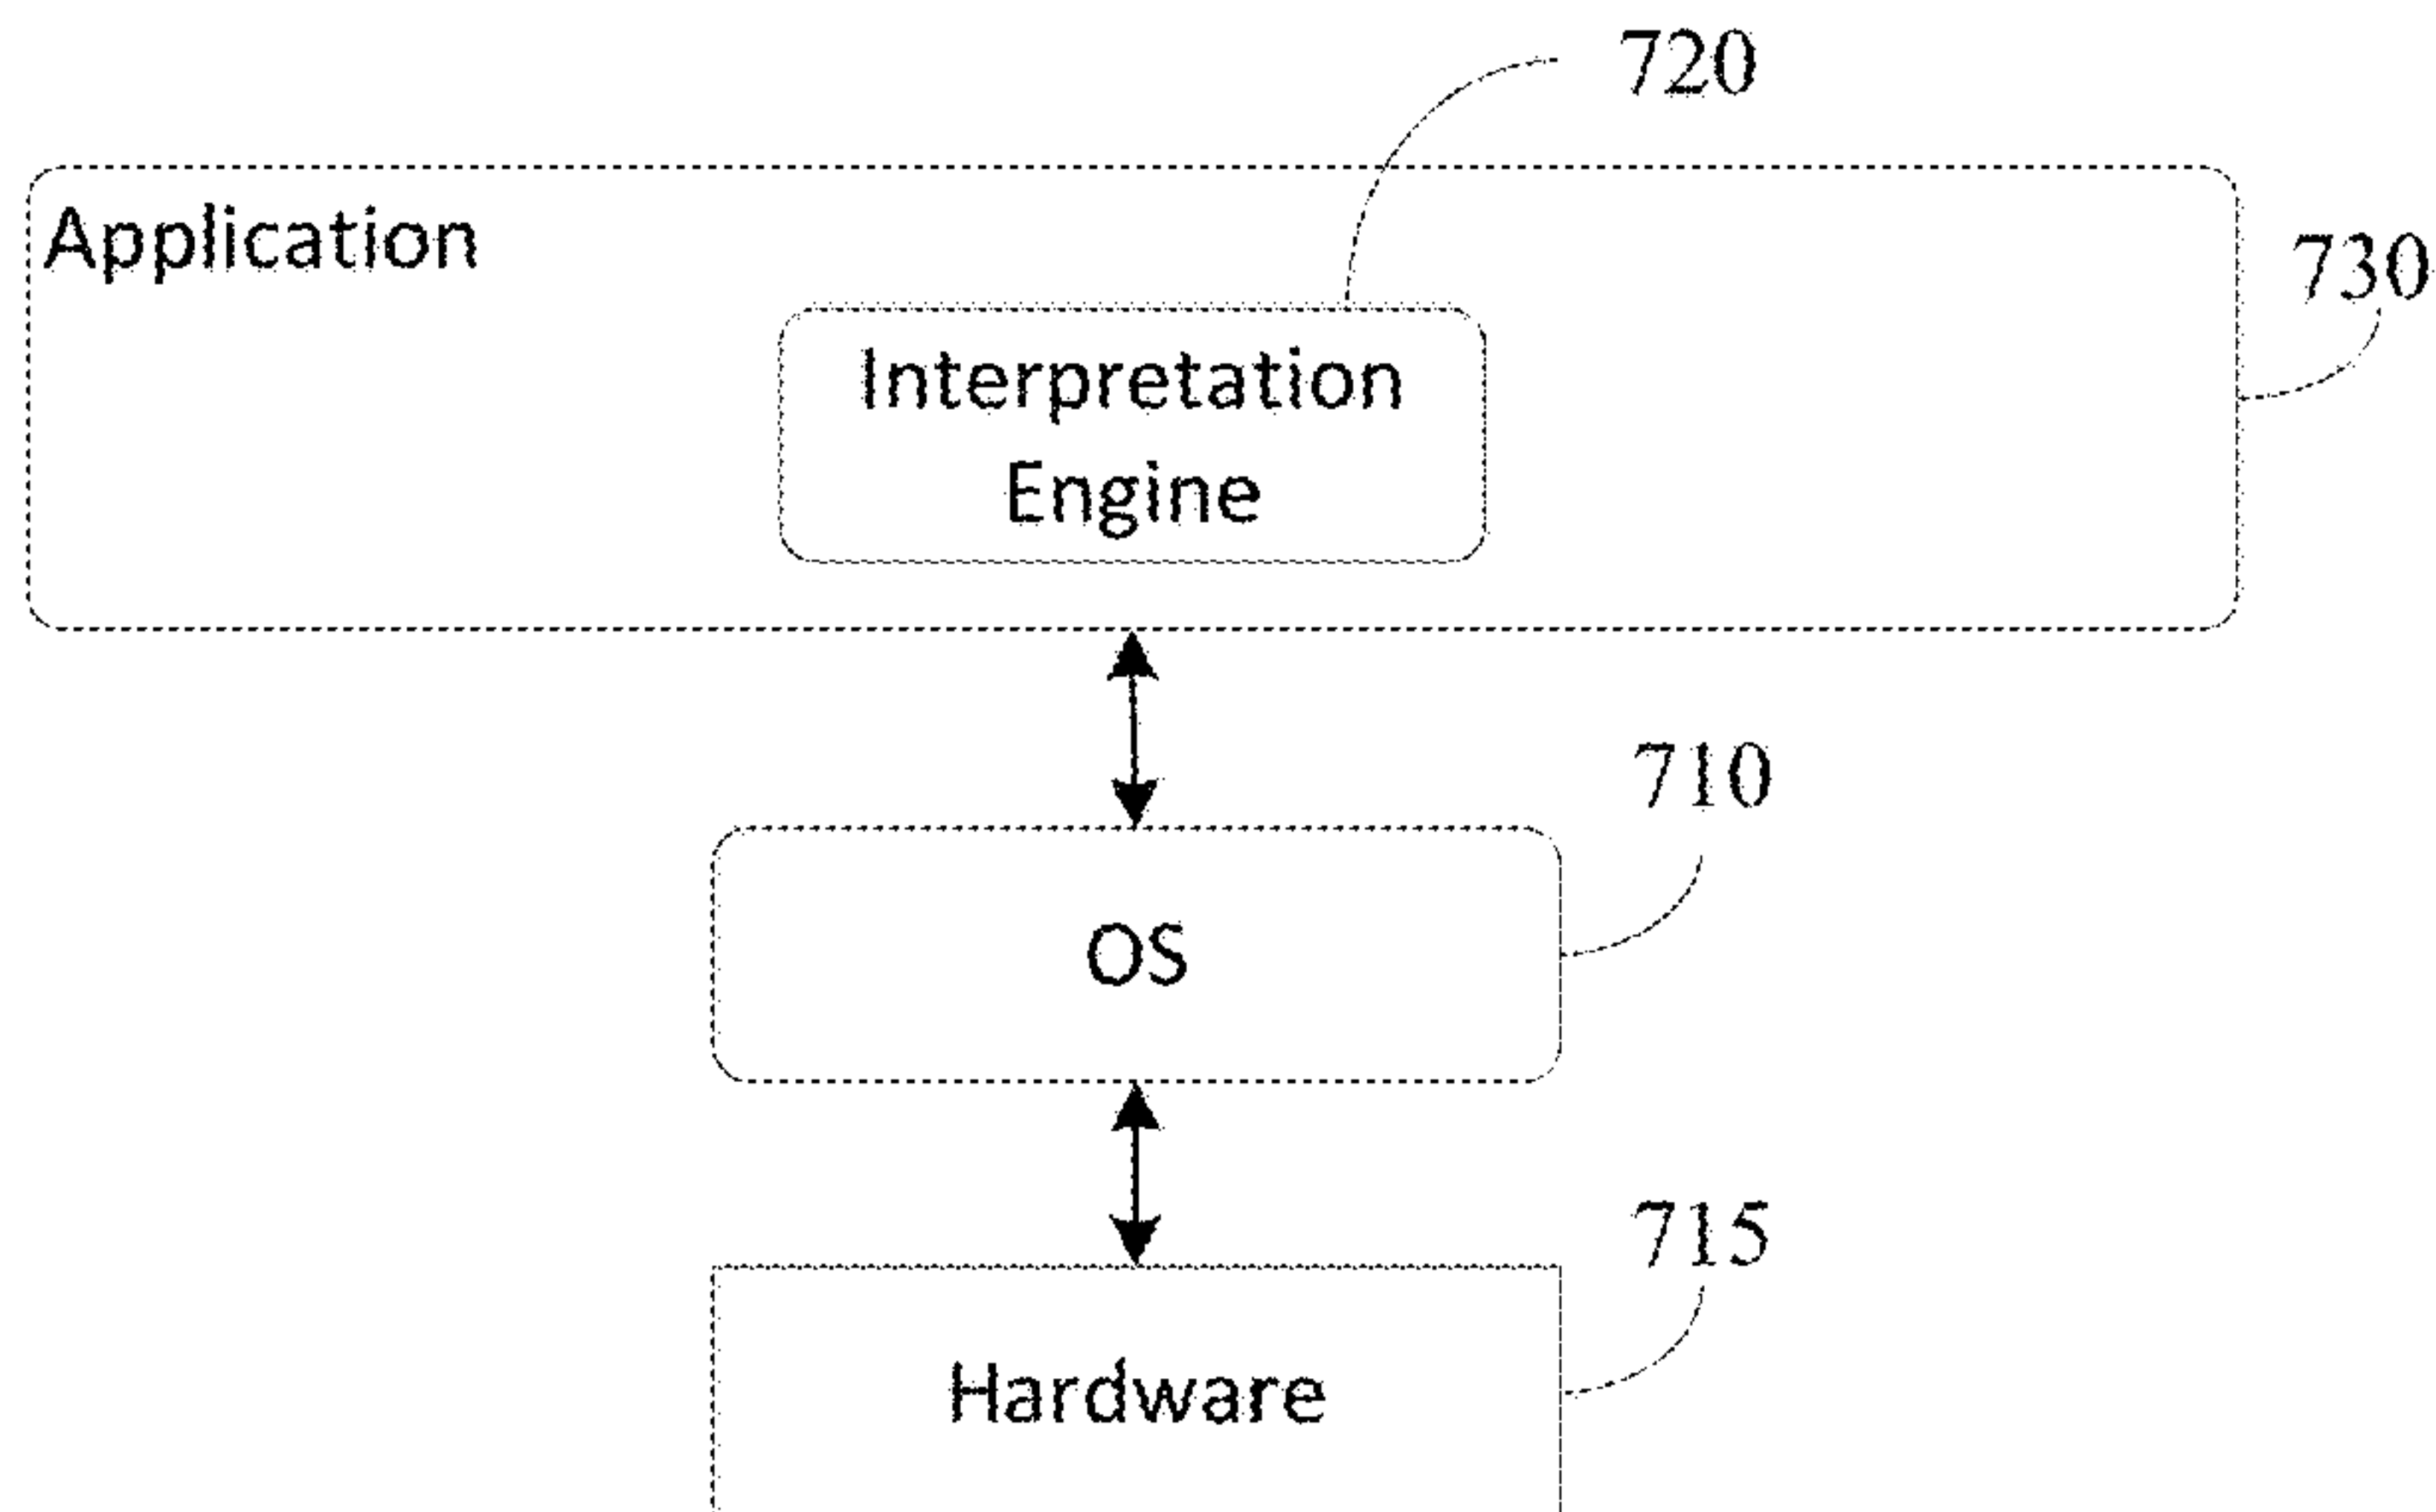 720
Application
730
Interpretation
Engine
710
OS
715
Hardware